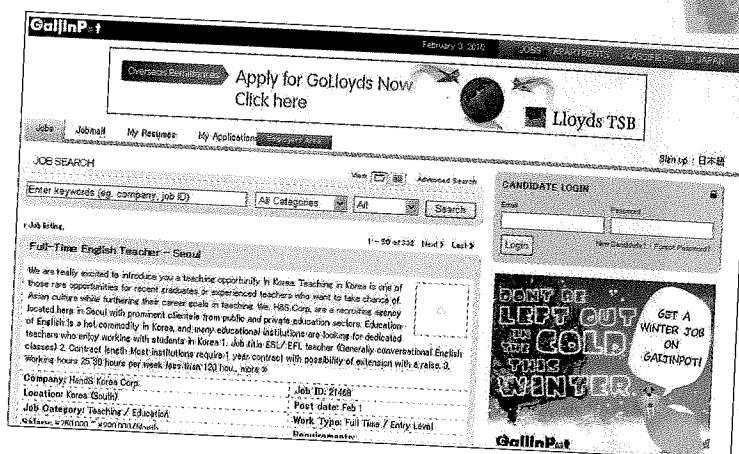 GaijinPot
February 3, 2010 JOBS APARTMENTS CLASSIFIEDS IN JAPAN
Overseas Remittances
Apply for GoLloyds Now
Click here
Lloyds TSB
Jobs Jobmail My Resumes My Applications
Sign up | 日本語
JOB SEARCH View Advanced Search
Enter keywords (eg. company, job ID) All Categories All Search
Job listing. 1 - 50 of 338 Next > Last >
Full-Time English Teacher - Seoul
We are really excited to introduce you a teaching opportunity in Korea. Teaching in Korea is one of
those rare opportunities for recent graduates or experienced teachers who want to take chance of
Asian culture while furthering their career goals in teaching. We, H&S Corp, are a recruiting agency
located here in Seoul with prominent clientele from public and private education sectors. Education
of English is a hot commodity in Korea, and many educational institutions are looking for dedicated
teachers who enjoy working with students in Korea. 1. Job title: ESL/EFL teacher (Generally conversational English
classes) 2. Contract length: Most institutions require 1 year contract with possibility of extension with a raise. 3.
Working hours: 25-30 hours per week (less than 120 hou... more »
Company: HandS Korea Corp.
Location: Korea (South)
Job Category: Teaching / Education
Job ID: 21468
Post date: Feb 1
Work Type: Full Time / Entry Level
Requirements:
CANDIDATE LOGIN
Email Password
Login New Candidate? | Forgot Password?
DON'T BE
LEFT OUT
IN THE COLD
THIS
WINTER
GET A
WINTER JOB
ON
GAIJINPOT!
GaijinPot